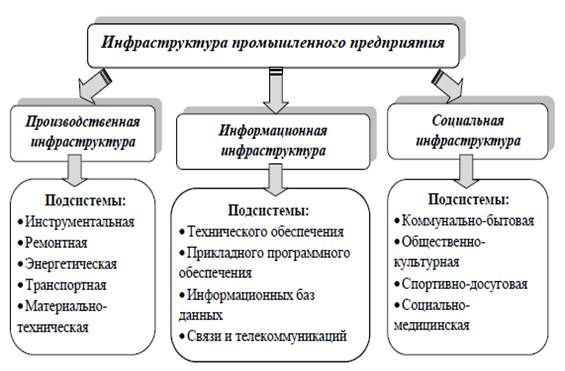 Инфраструктура промышленного предприятия
Производственная
инфраструктура
Информационная
инфраструктура
Социальная
инфраструктура
Подсистемы:
•Инструментальная
•Ремонтная
•Энергетическая
•Транспортная
•Материально-
техническая
Подсистемы:
•Технического обеспечения
•Прикладного программного
обеспечения
•Информационных баз
данных
•Связи и телекоммуникаций
Подсистемы:
•Коммунально-бытовая
•Общественно-
культурная
•Спортивно-досуговая
•Социально-
медицинская